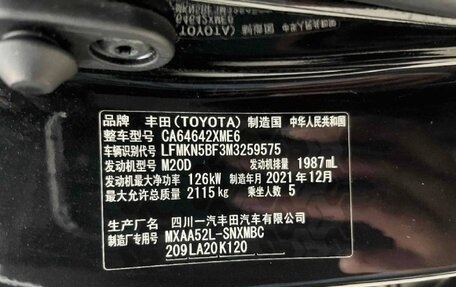 品牌 丰田(TOYOTA) 制造国 中华人民共和国
整车型号 CA64642XME6
车辆识别代号 LFMKN5BF3M3259575
发动机型号 M20D 发动机排量 1987mL
发动机最大净功率 126kW 制造年月 2021年12月
最大允许总质量 2115kg 乘坐人数 5
生产厂名 四川一汽丰田汽车有限公司
制造厂专用号 MXAA52L-SNXMBC
209LA20K120